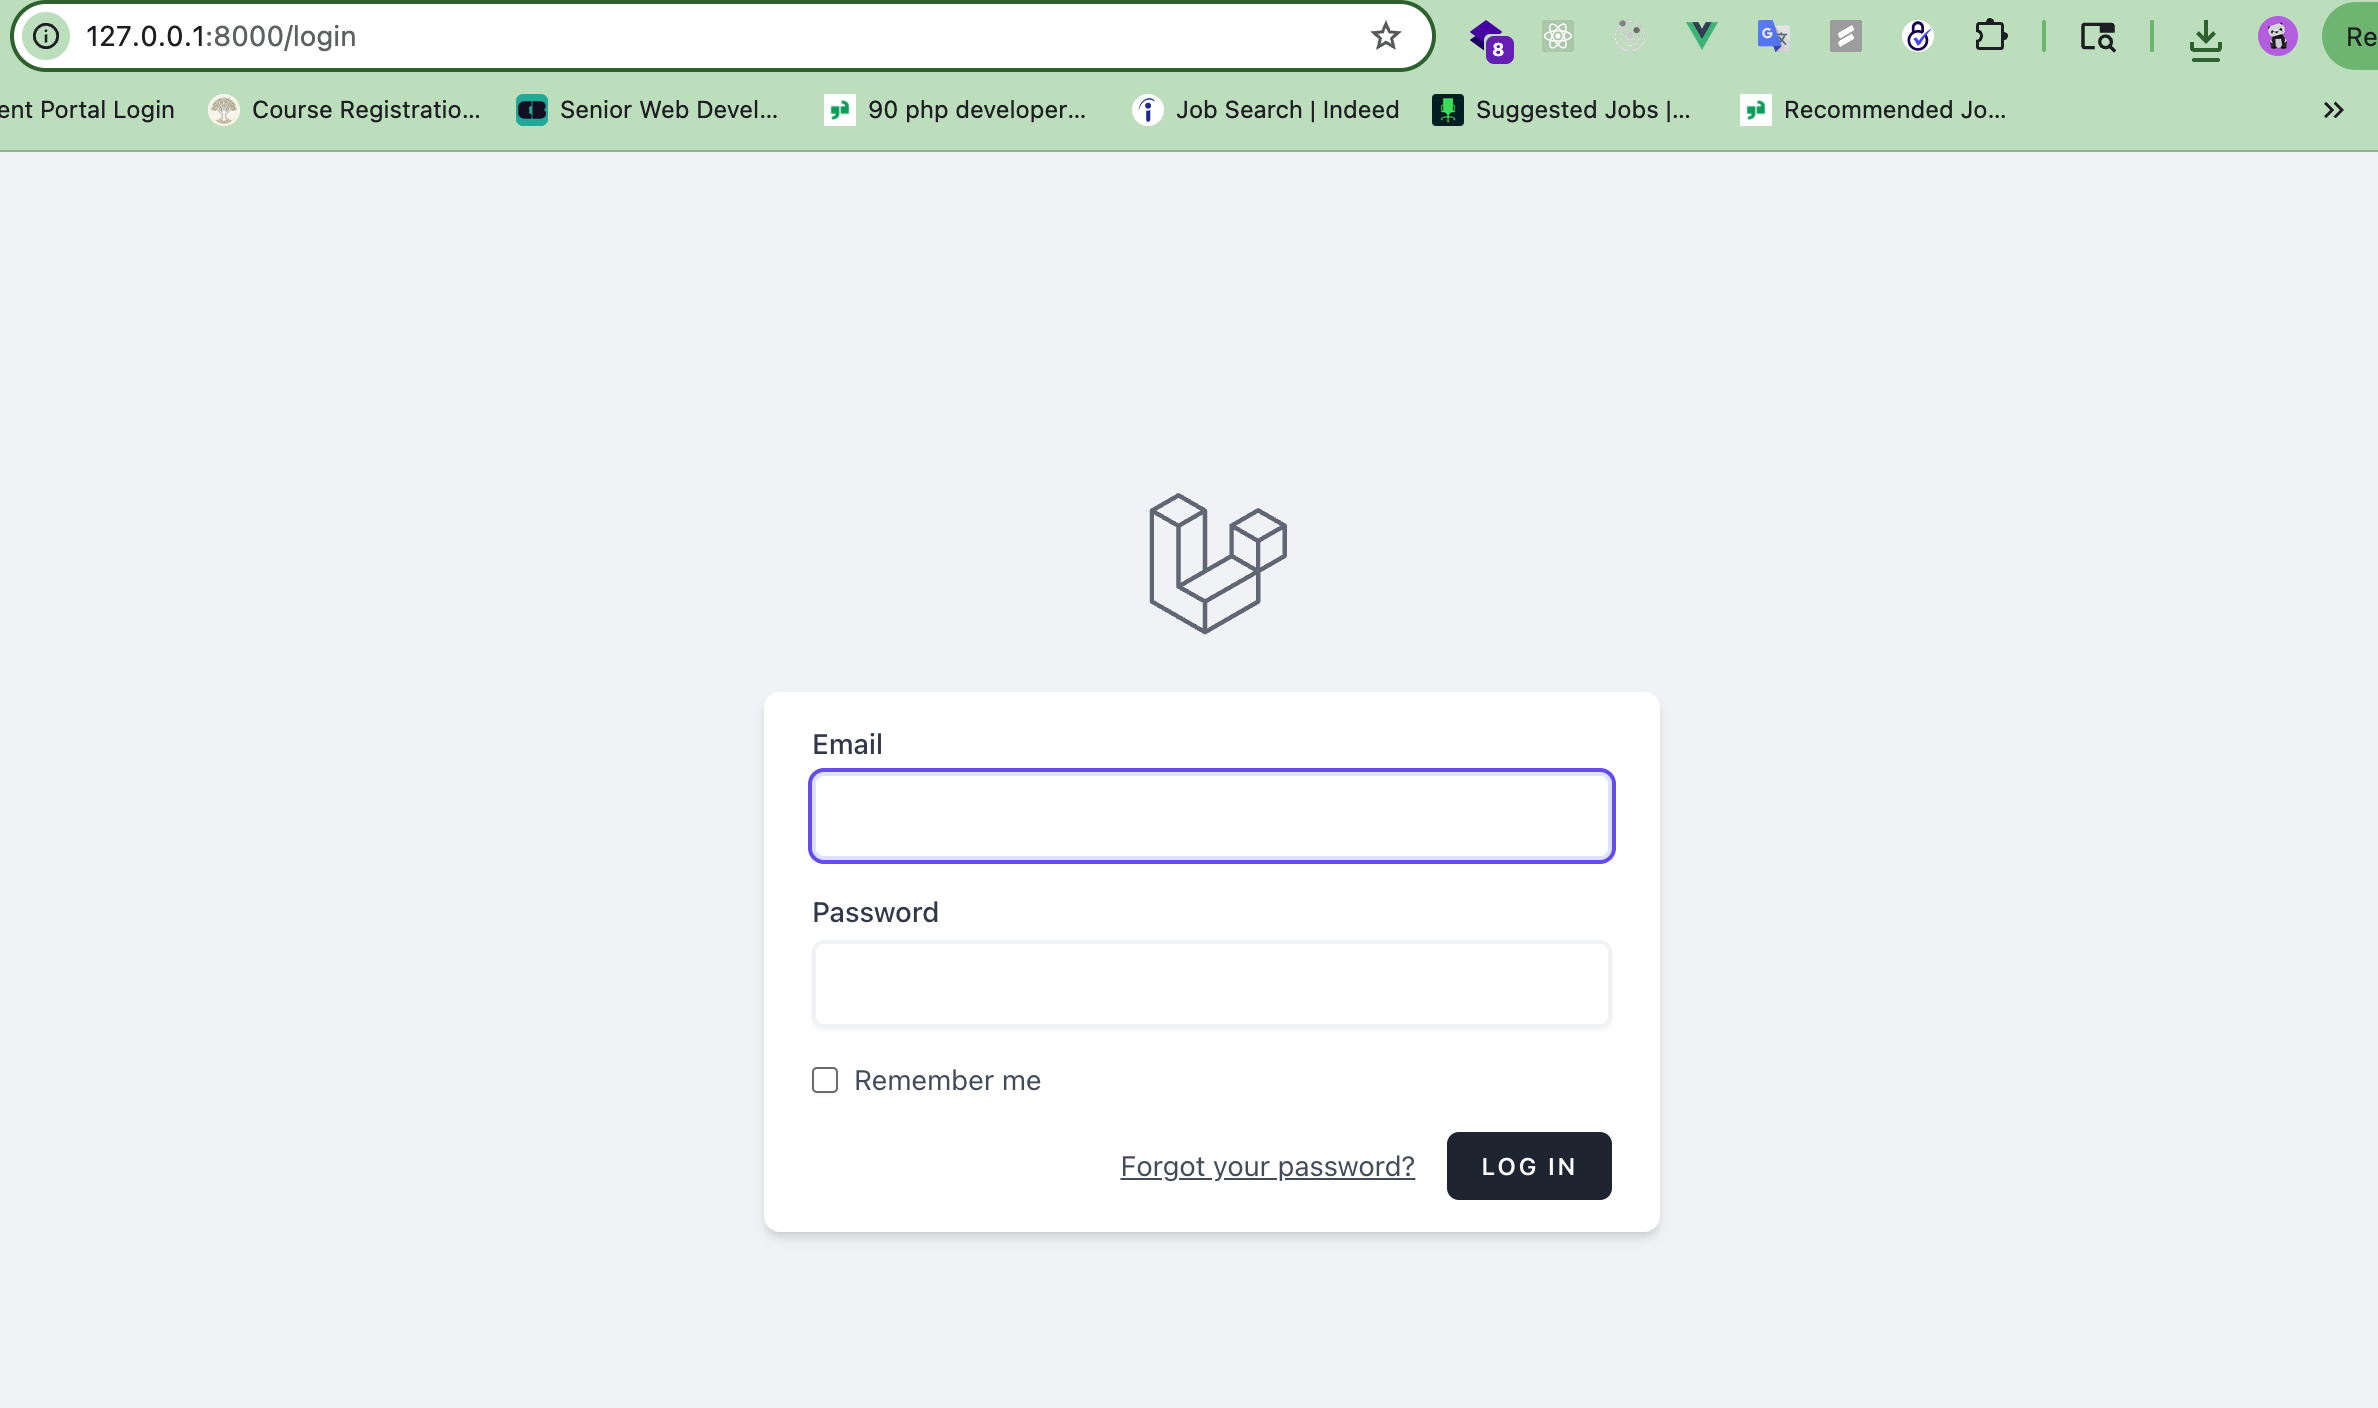 127.0.0.1:8000/login
8
Re
ent Portal Login Course Registratio... Senior Web Devel... 90 php developer... Job Search | Indeed Suggested Jobs |... Recommended Jo...
Email
Password
Remember me
Forgot your password? LOG IN